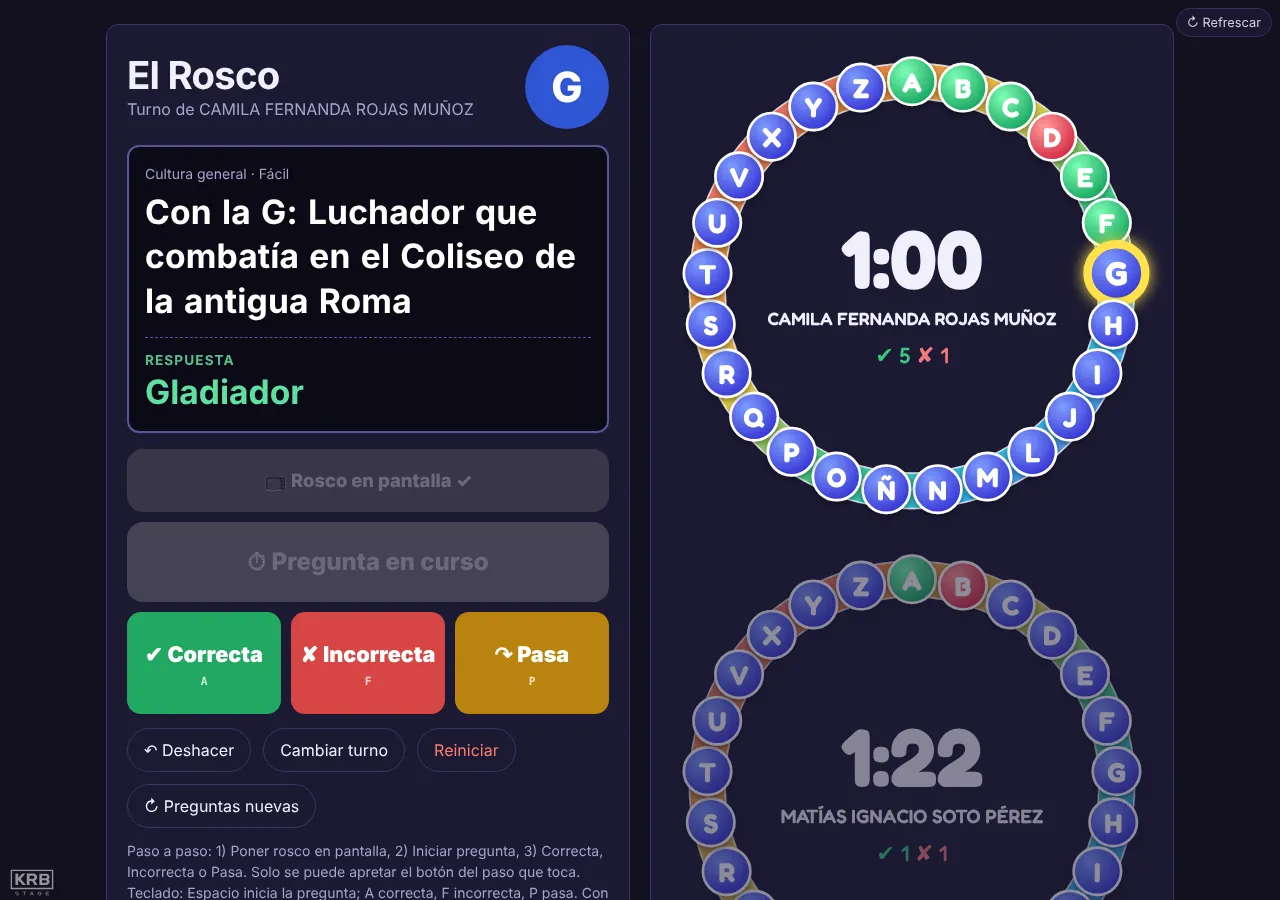 ↻ Refrescar
El Rosco
Turno de CAMILA FERNANDA ROJAS MUÑOZ
G
Cultura general · Fácil
Con la G: Luchador que
combatía en el Coliseo de
la antigua Roma
RESPUESTA
Gladiador
Rosco en pantalla ✓
⏱ Pregunta en curso
✔ Correcta
A
✘ Incorrecta
F
↷ Pasa
P
↶ Deshacer
Cambiar turno
Reiniciar
↻ Preguntas nuevas
Paso a paso: 1) Poner rosco en pantalla, 2) Iniciar pregunta, 3) Correcta,
Incorrecta o Pasa. Solo se puede apretar el botón del paso que toca.
Teclado: Espacio inicia la pregunta; A correcta, F incorrecta, P pasa. Con
KRB
STAGE
A
B
C
D
E
F
G
H
I
J
L
M
N
Ñ
O
P
Q
R
S
T
U
V
X
Y
Z
1:00
CAMILA FERNANDA ROJAS MUÑOZ
✔ 5 ✘ 1
A
B
C
D
E
F
G
H
I
R
S
T
U
V
X
Y
Z
1:22
MATÍAS IGNACIO SOTO PÉREZ
✔ 1 ✘ 1